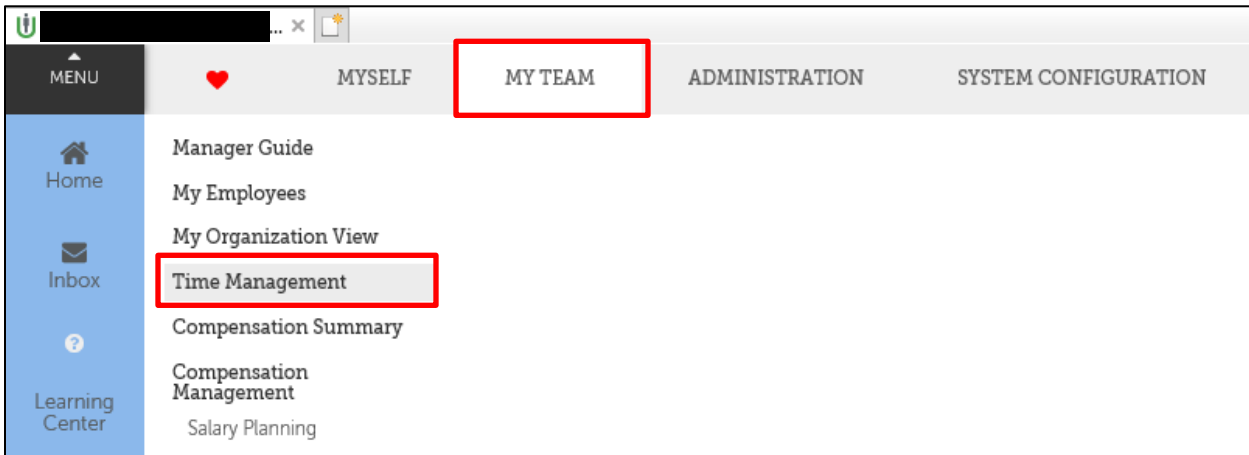 ...
MENU
MYSELF
MY TEAM
ADMINISTRATION
SYSTEM CONFIGURATION
Home
Inbox
Learning
Center
Manager Guide
My Employees
My Organization View
Time Management
Compensation Summary
Compensation
Management
Salary Planning